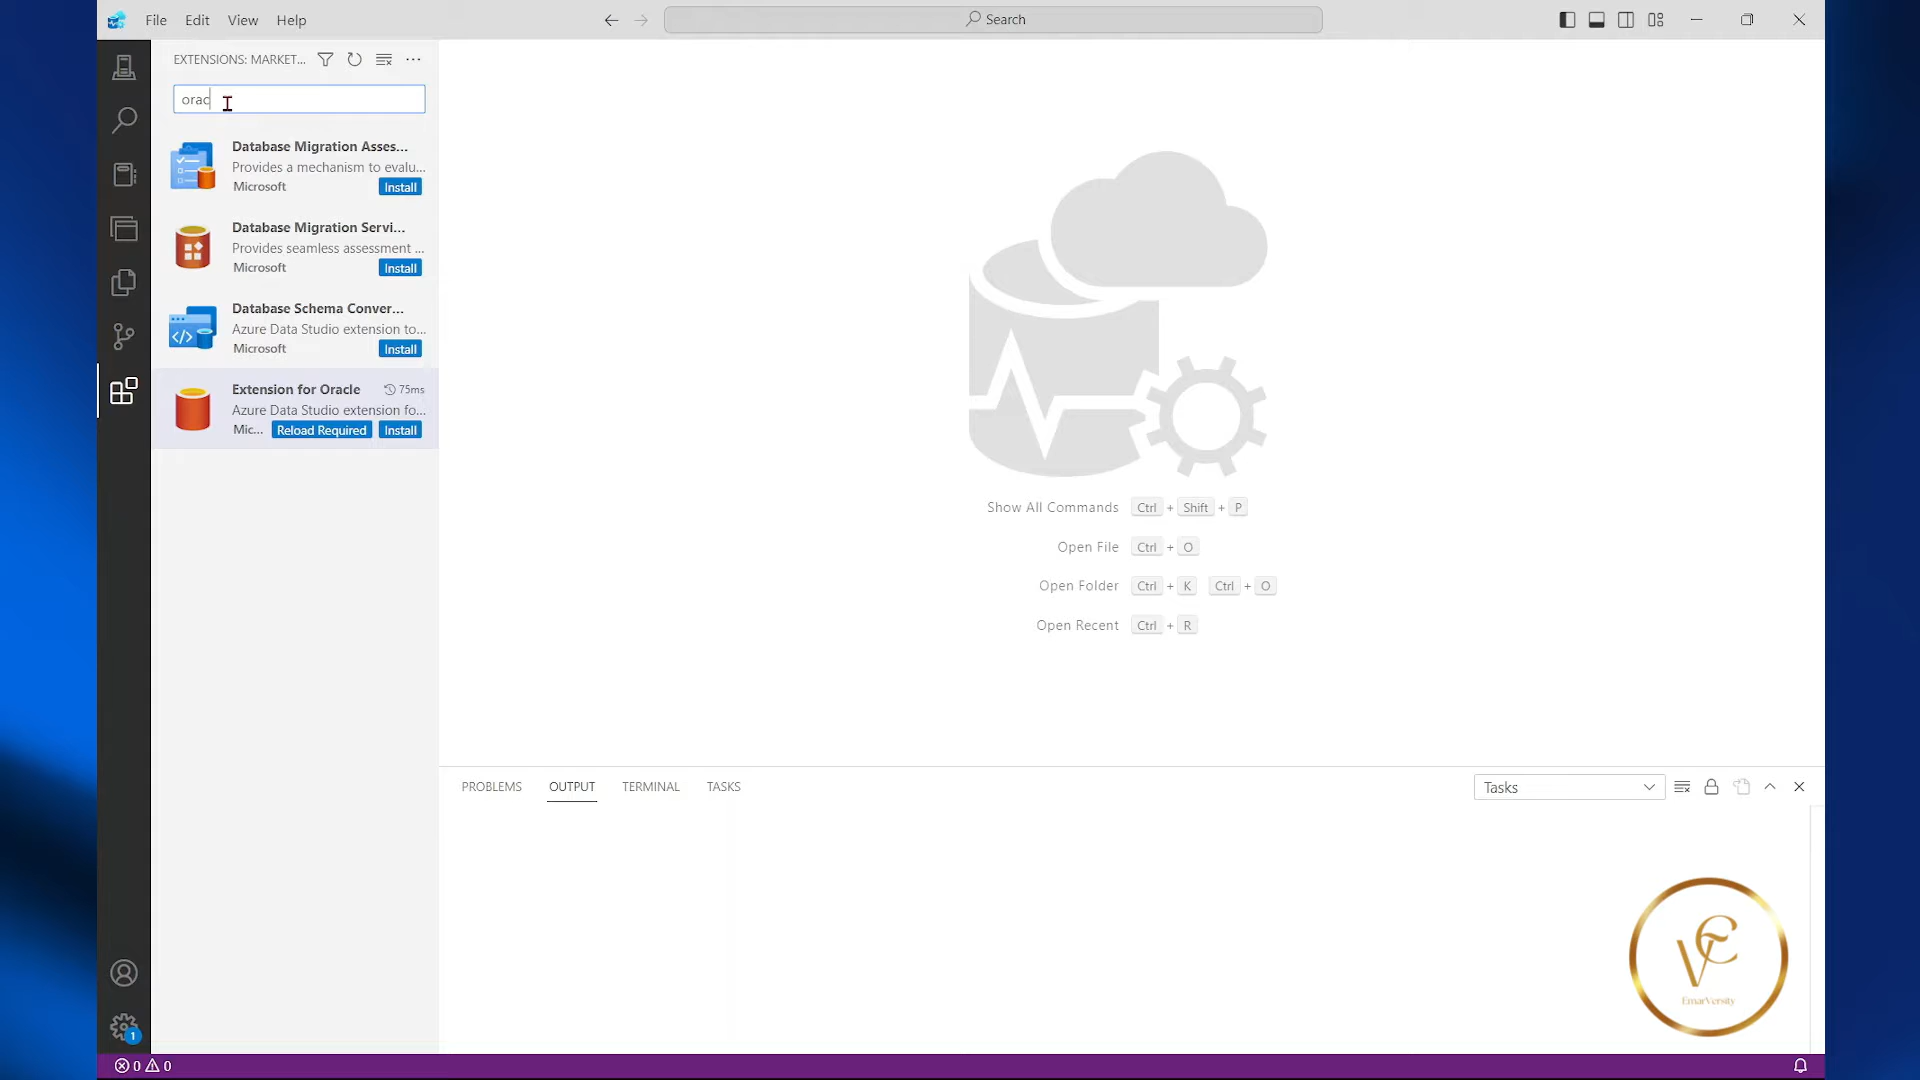 File Edit View Help
Search
EXTENSIONS: MARKET...
orac
Database Migration Asses...
Provides a mechanism to evalu...
Microsoft Install
Database Migration Servi...
Provides seamless assessment ...
Microsoft Install
Database Schema Conver...
Azure Data Studio extension to...
Microsoft Install
Extension for Oracle 75ms
Azure Data Studio extension fo...
Mic... Reload Required Install
Show All Commands Ctrl + Shift + P
Open File Ctrl + O
Open Folder Ctrl + K Ctrl + O
Open Recent Ctrl + R
PROBLEMS OUTPUT TERMINAL TASKS
Tasks
VE
EmarVersity
1
0 0